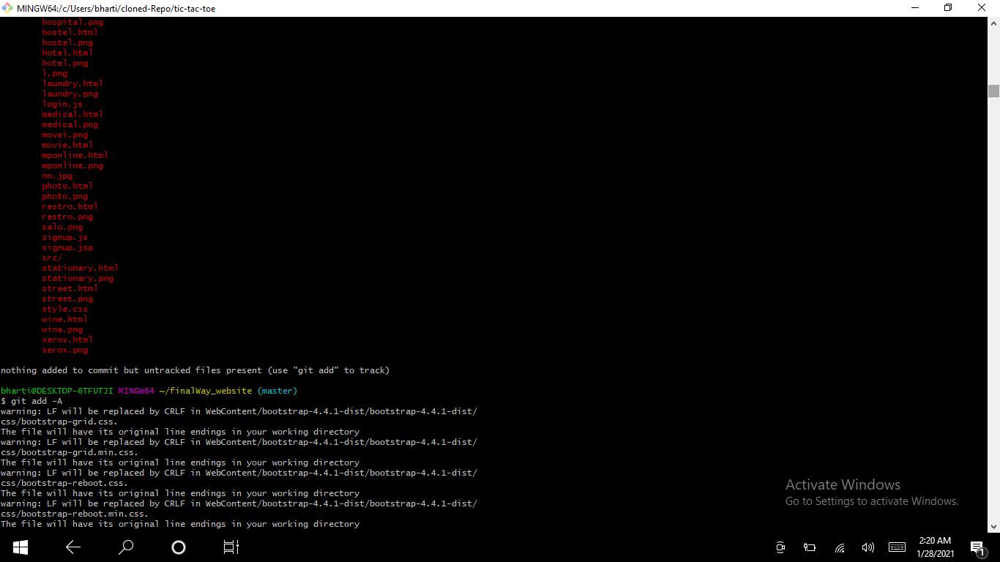 MINGW64:/c/Users/bharti/cloned-Repo/tic-tac-toe
hospital.png
hostel.html
hostel.png
hotel.html
hotel.png
l.png
laundry.html
laundry.png
login.js
medical.html
medical.png
movei.png
movie.html
mponline.html
mponline.png
nn.jpg
photo.html
photo.png
restro.html
restro.png
salo.png
signup.js
signup.jsp
src/
stationary.html
stationary.png
street.html
street.png
style.css
wine.html
wine.png
xerox.html
xerox.png
nothing added to commit but untracked files present (use "git add" to track)
bharti@DESKTOP-6TFUTJI MINGW64 ~/finalWay_website (master)
$ git add -A
warning: LF will be replaced by CRLF in WebContent/bootstrap-4.4.1-dist/bootstrap-4.4.1-dist/
css/bootstrap-grid.css.
The file will have its original line endings in your working directory
warning: LF will be replaced by CRLF in WebContent/bootstrap-4.4.1-dist/bootstrap-4.4.1-dist/
css/bootstrap-grid.min.css.
The file will have its original line endings in your working directory
warning: LF will be replaced by CRLF in WebContent/bootstrap-4.4.1-dist/bootstrap-4.4.1-dist/
css/bootstrap-reboot.css.
The file will have its original line endings in your working directory
warning: LF will be replaced by CRLF in WebContent/bootstrap-4.4.1-dist/bootstrap-4.4.1-dist/
css/bootstrap-reboot.min.css.
The file will have its original line endings in your working directory
Activate Windows
Go to Settings to activate Windows.
2:20 AM
1/28/2021
1